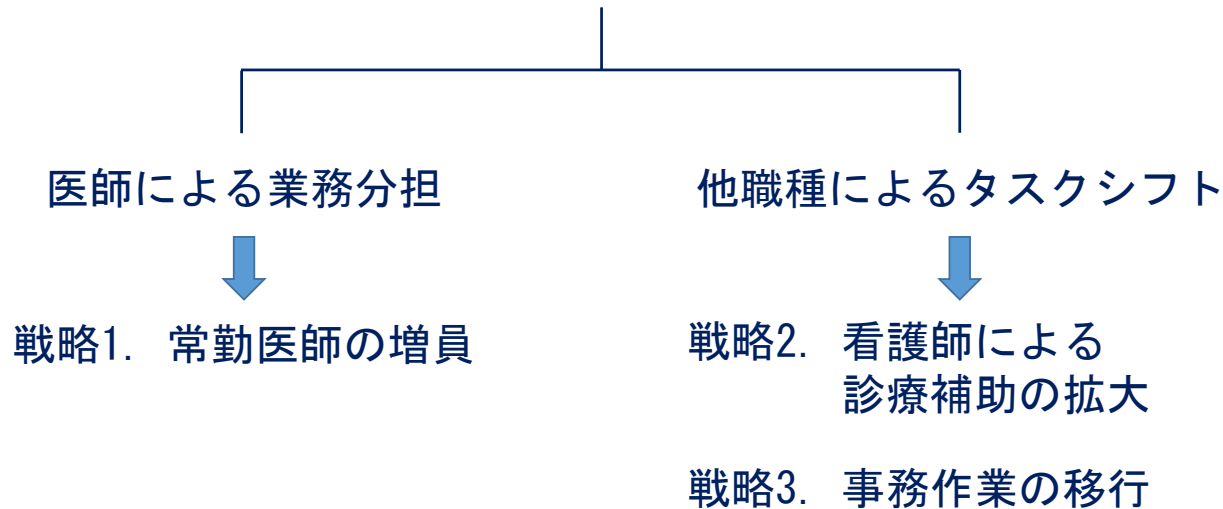 医師による業務分担
他職種によるタスクシフト
戦略1. 常勤医師の増員
戦略2. 看護師による
診療補助の拡大
戦略3. 事務作業の移行